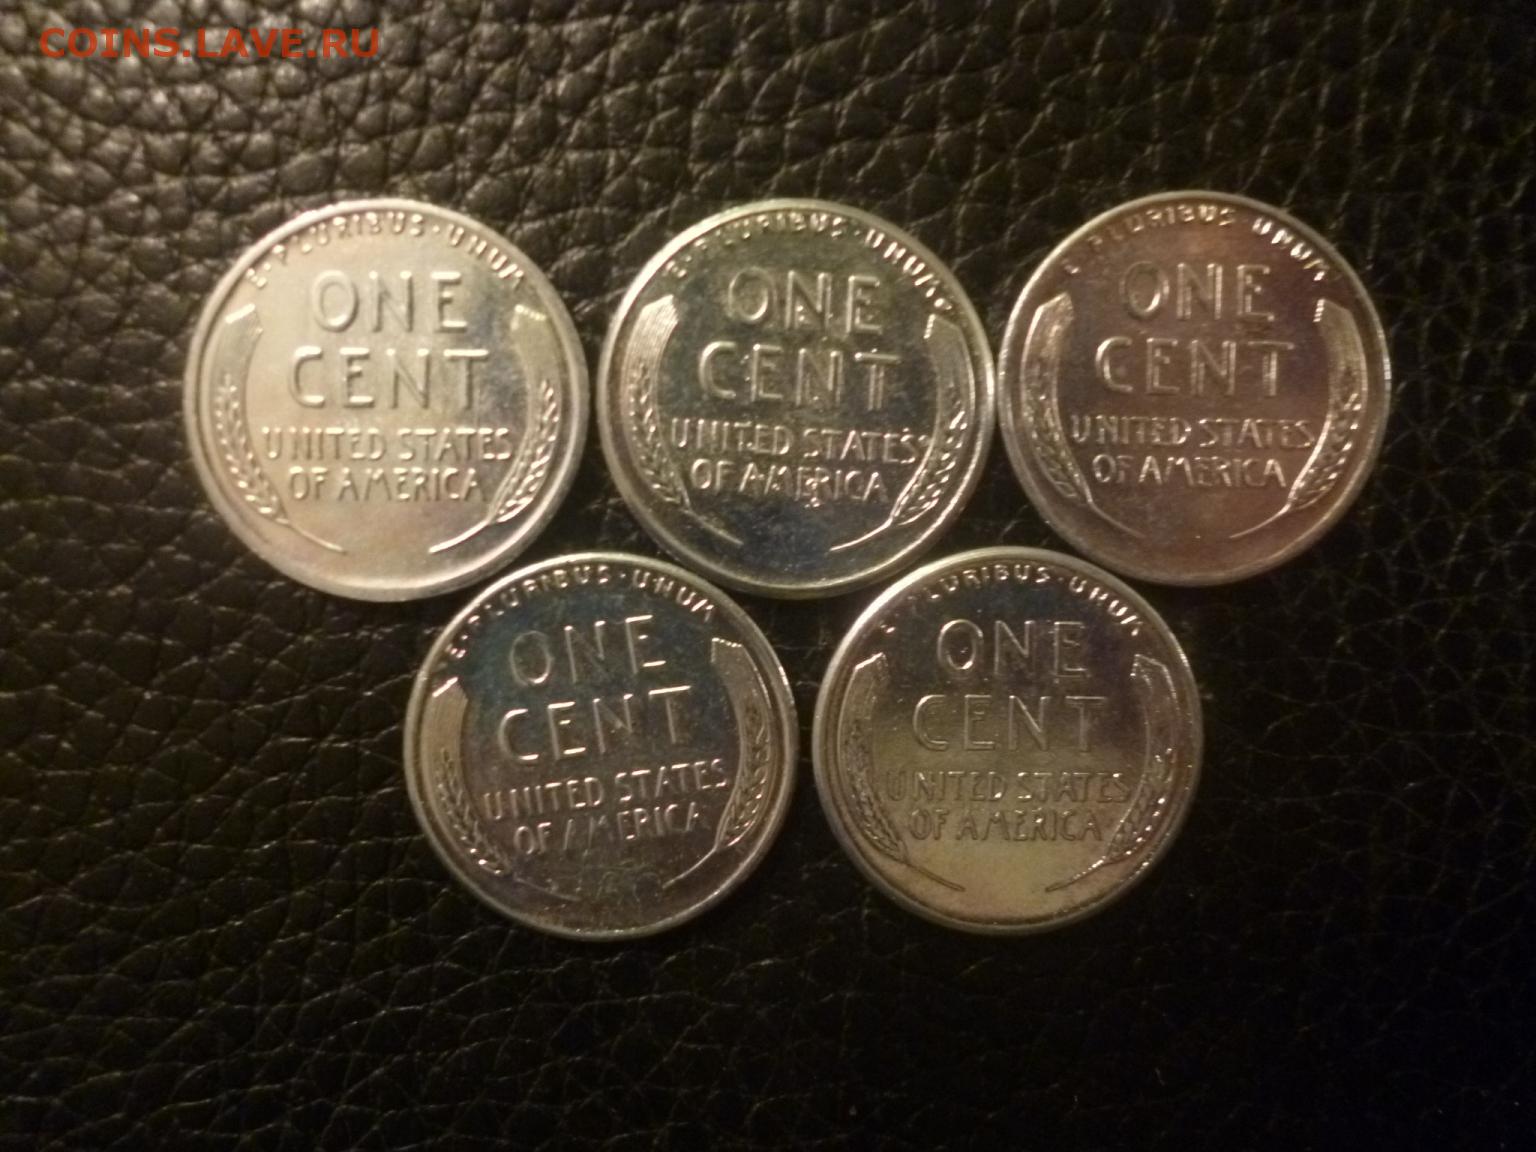 COINS.LAVE.RU
E·PLURIBUS·UNUM
ONE
CENT
UNITED STATES
OF AMERICA
E·PLURIBUS·UNUM
ONE
CENT
UNITED STATES
OF AMERICA
E·PLURIBUS UNUM
ONE
CENT
UNITED STATES
OF AMERICA
E·PLURIBUS·UNUM
ONE
CENT
UNITED STATES
OF AMERICA
E·PLURIBUS·UNUM
ONE
CENT
UNITED STATES
OF AMERICA